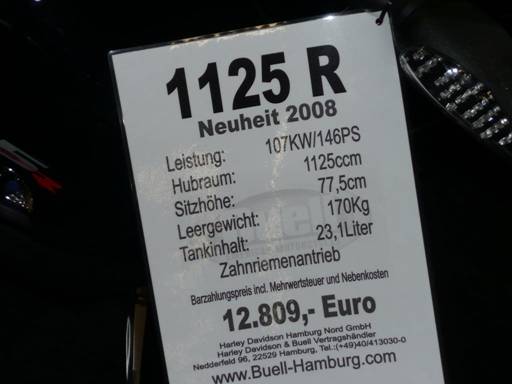 1125 R
Neuheit 2008
Leistung: 107KW/146PS
Hubraum: 1125ccm
Sitzhöhe: 77,5cm
Leergewicht: 170Kg
Tankinhalt: 23,1Liter
Zahnriemenantrieb
Barzahlungspreis incl. Mehrwertsteuer und Nebenkosten
12.809,- Euro
Harley Davidson Hamburg Nord GmbH
Harley Davidson & Buell Vertragshändler
Nedderfeld 96, 22529 Hamburg, Tel.:(+49)40/413030-0
www.Buell-Hamburg.com